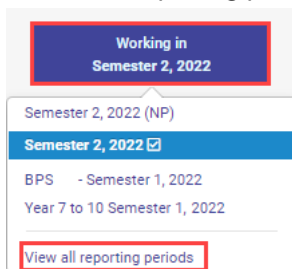 Working in
Semester 2, 2022
Semester 2, 2022 (NP)
Semester 2, 2022 ☑
BPS - Semester 1, 2022
Year 7 to 10 Semester 1, 2022
View all reporting periods